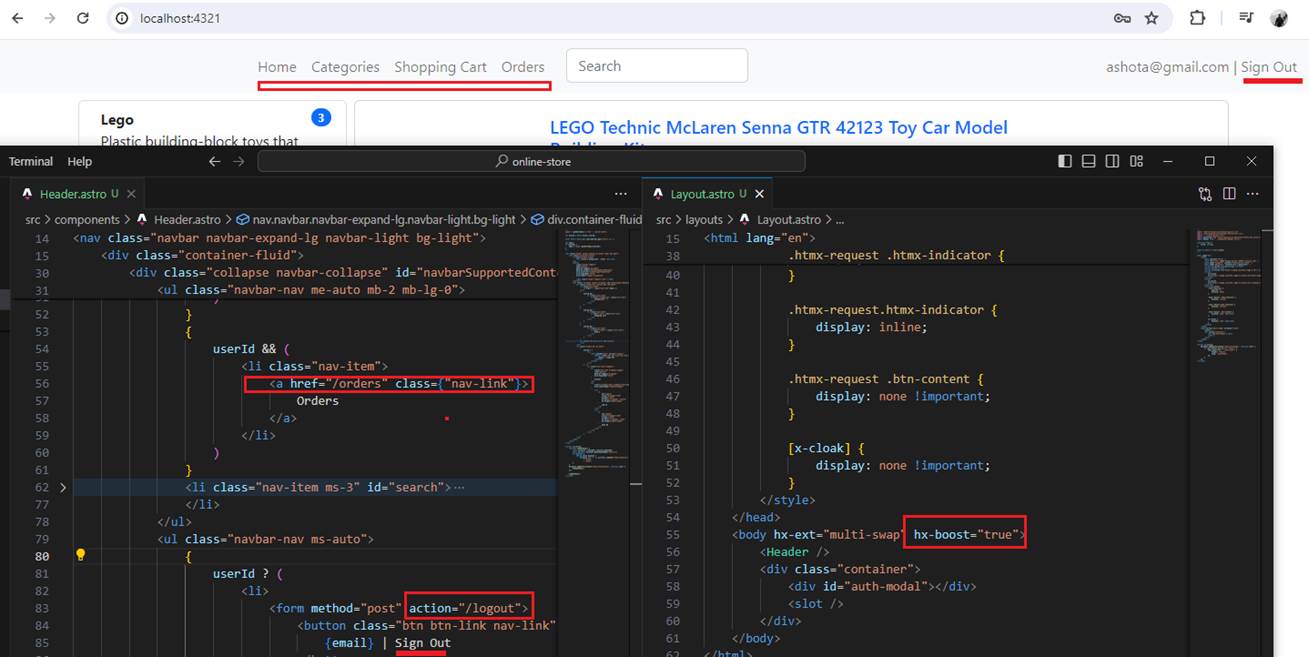 localhost:4321
Home Categories Shopping Cart Orders Search ashota@gmail.com | Sign Out
Lego 3
Plastic building-block toys that
LEGO Technic McLaren Senna GTR 42123 Toy Car Model
Terminal Help online-store
Header.astro U
src > components > Header.astro > nav.navbar.navbar-expand-lg.navbar-light.bg-light > div.container-fluid
14 <nav class="navbar navbar-expand-lg navbar-light bg-light">
15 <div class="container-fluid">
30 <div class="collapse navbar-collapse" id="navbarSupportedCont
31 <ul class="navbar-nav me-auto mb-2 mb-lg-0">
52 }
53 {
54 userId && (
55 <li class="nav-item">
56 <a href="/orders" class={"nav-link"}>
57 Orders
58 </a>
59 </li>
60 )
61 }
62 <li class="nav-item ms-3" id="search">…
77 </li>
78 </ul>
79 <ul class="navbar-nav ms-auto">
80 {
81 userId ? (
82 <li>
83 <form method="post" action="/logout">
84 <button class="btn btn-link nav-link"
85 {email} | Sign Out
Layout.astro U
src > layouts > Layout.astro > ...
15 <html lang="en">
38 .htmx-request .htmx-indicator {
40 }
41
42 .htmx-request.htmx-indicator {
43 display: inline;
44 }
45
46 .htmx-request .btn-content {
47 display: none !important;
48 }
49
50 [x-cloak] {
51 display: none !important;
52 }
53 </style>
54 </head>
55 <body hx-ext="multi-swap" hx-boost="true">
56 <Header />
57 <div class="container">
58 <div id="auth-modal"></div>
59 <slot />
60 </div>
61 </body>
62 </html>